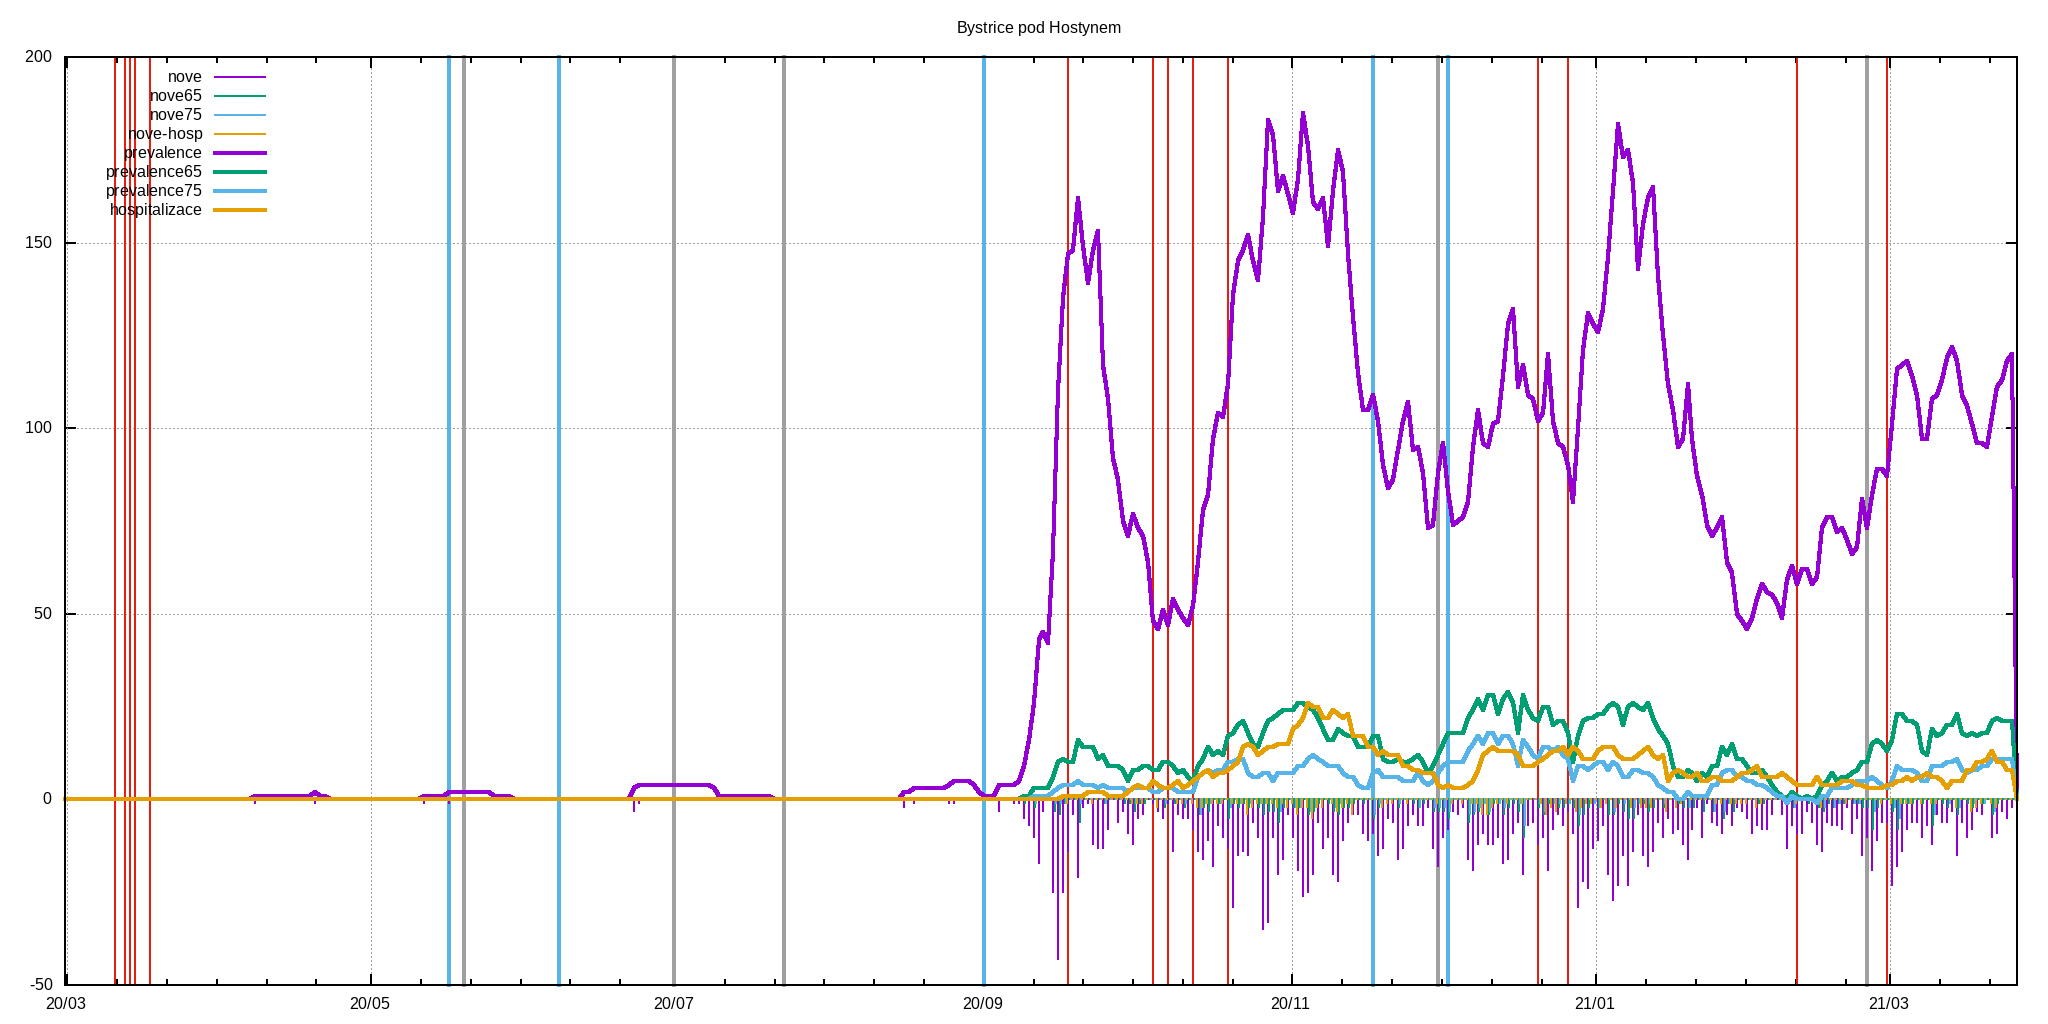 Bystrice pod Hostynem
200
nove
nove65
nove75
nove-hosp
prevalence
prevalence65
prevalence75
hospitalizace
150
100
50
0
-50
20/03 20/05 20/07 20/09 20/11 21/01 21/03